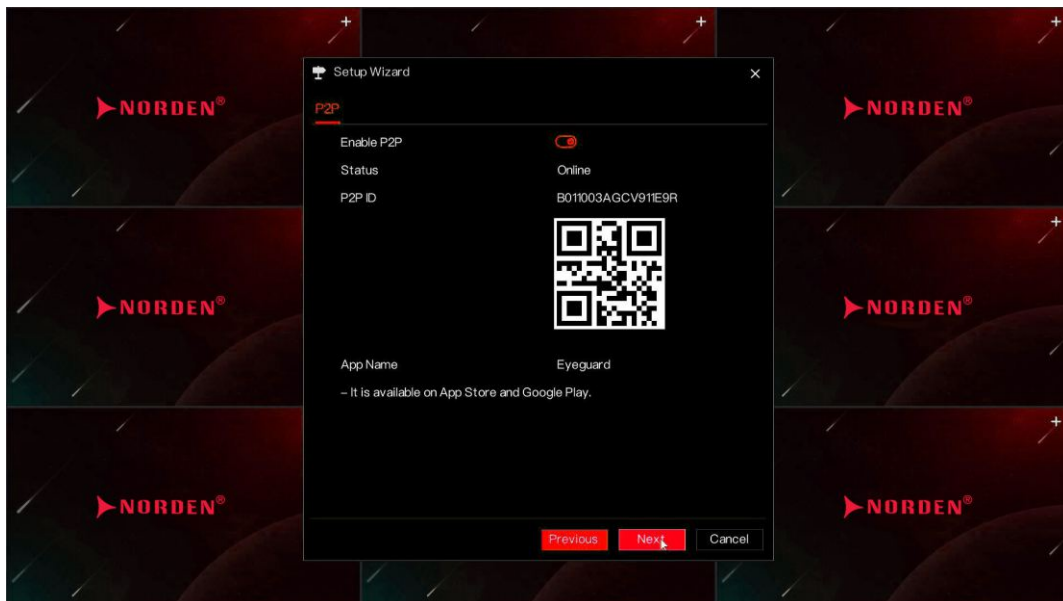 Setup Wizard
P2P
Enable P2P
Status Online
P2P ID B011003AGCV911E9R
App Name Eyeguard
– It is available on App Store and Google Play.
Previous Next Cancel
NORDEN®
NORDEN®
NORDEN®
NORDEN®
NORDEN®
NORDEN®